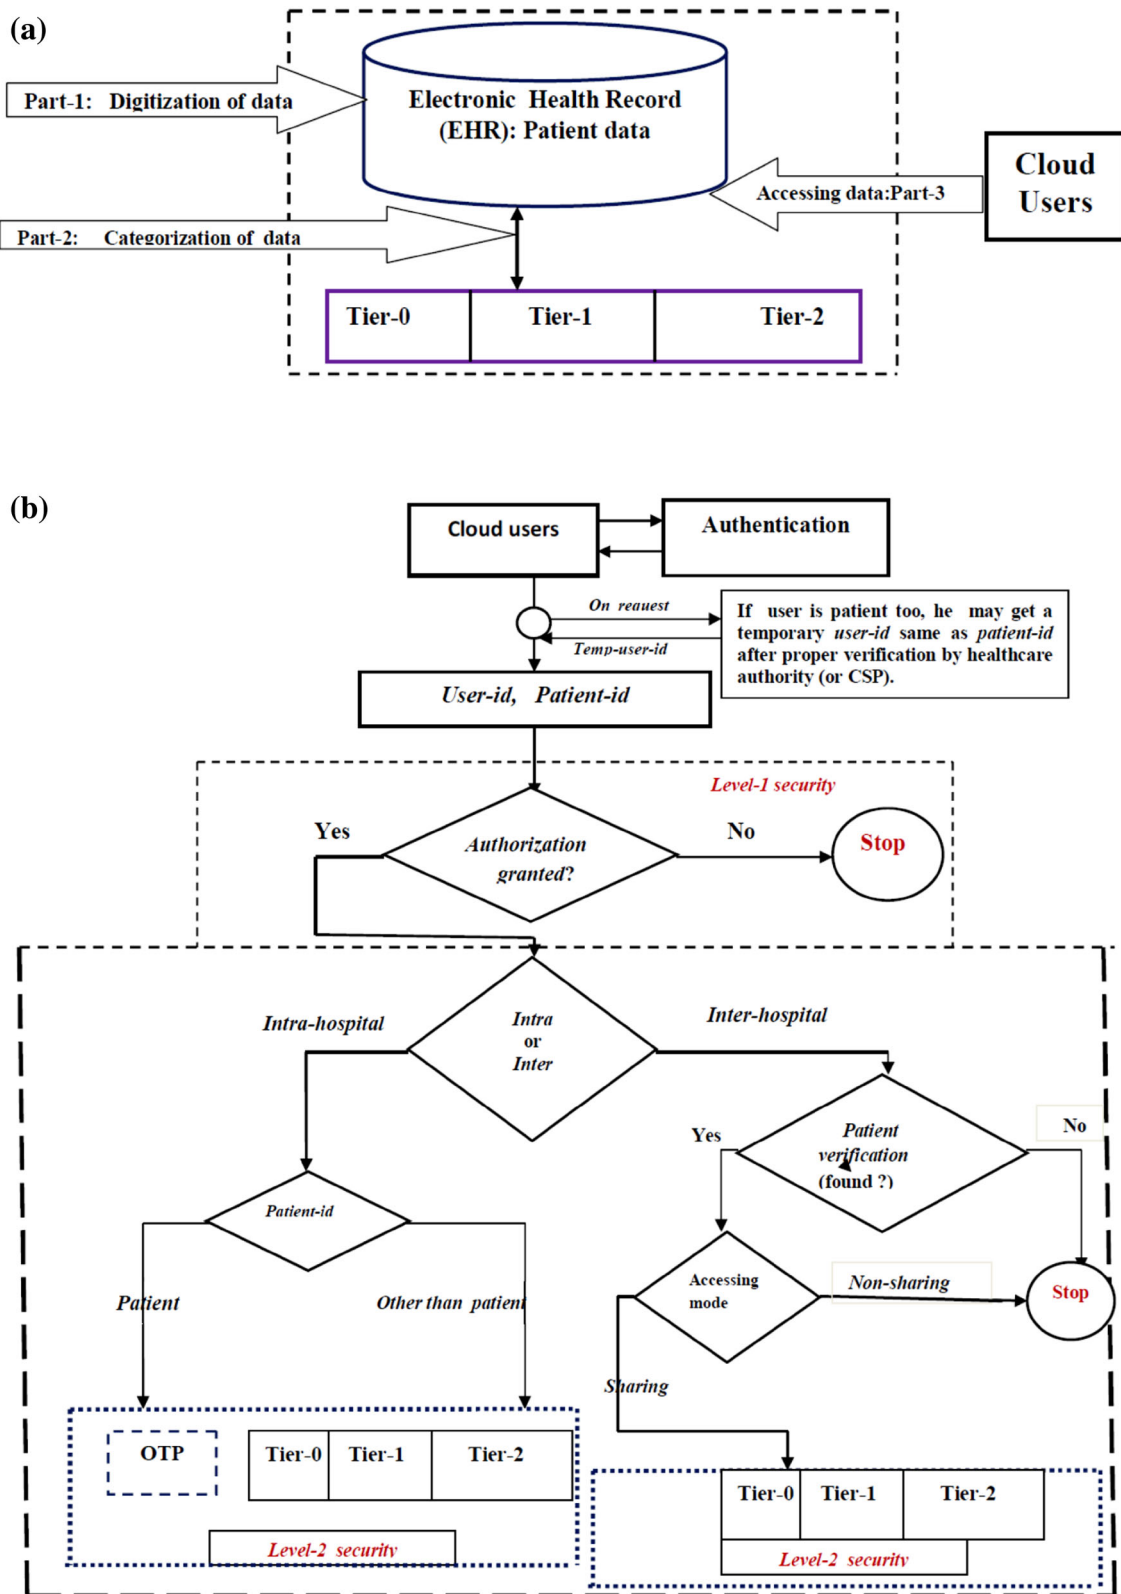 (a)
Part-1: Digitization of data
Electronic Health Record
(EHR): Patient data
Cloud
Users
Accessing data:Part-3
Part-2: Categorization of data
Tier-0 Tier-1 Tier-2
(b)
Cloud users
Authentication
On request
Temp-user-id
If user is patient too, he may get a
temporary user-id same as patient-id
after proper verification by healthcare
authority (or CSP).
User-id, Patient-id
Level-1 security
Yes
Authorization
granted?
No
Stop
Intra-hospital
Intra
or
Inter
Inter-hospital
Yes
Patient
verification
(found ?)
No
Patient-id
Accessing
mode
Non-sharing
Stop
Patient
Other than patient
Sharing
OTP
Tier-0 Tier-1 Tier-2
Level-2 security
Tier-0 Tier-1 Tier-2
Level-2 security